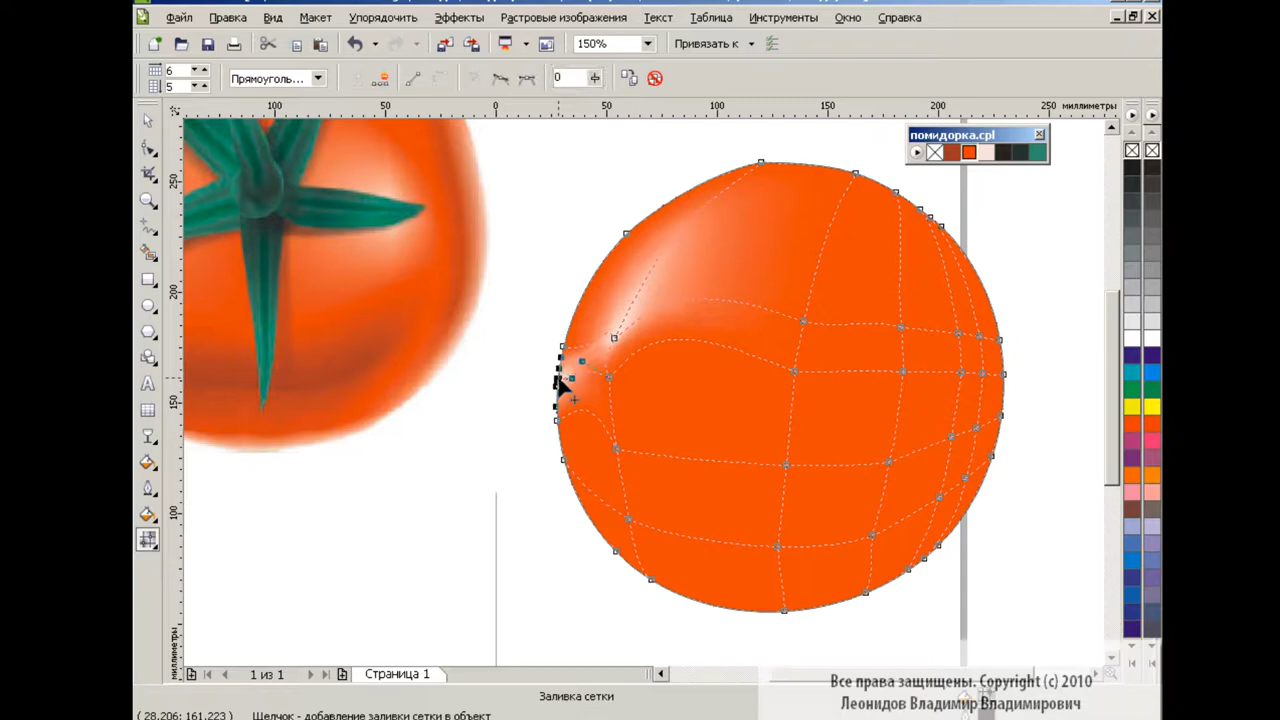 Файл Правка Вид Макет Упорядочить Эффекты Растровые изображения Текст Таблица Инструменты Окно Справка
150% Привязать к
6
5
Прямоуголь... 0
100 50 0 50 100 150 200 250 миллиметры
помидорка.cpl
250
200
150
100
миллиметры
1 из 1 Страница 1
Все права защищены. Copyright (c) 2010
Леонидов Владимир Владимирович
Заливка сетки
(28,206; 161,223) Щелчок - добавление заливки сетки в объект